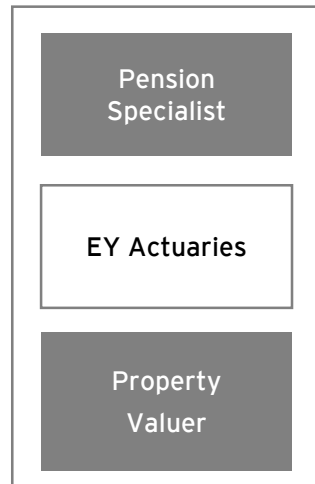 Pension
Specialist
EY Actuaries
Property
Valuer